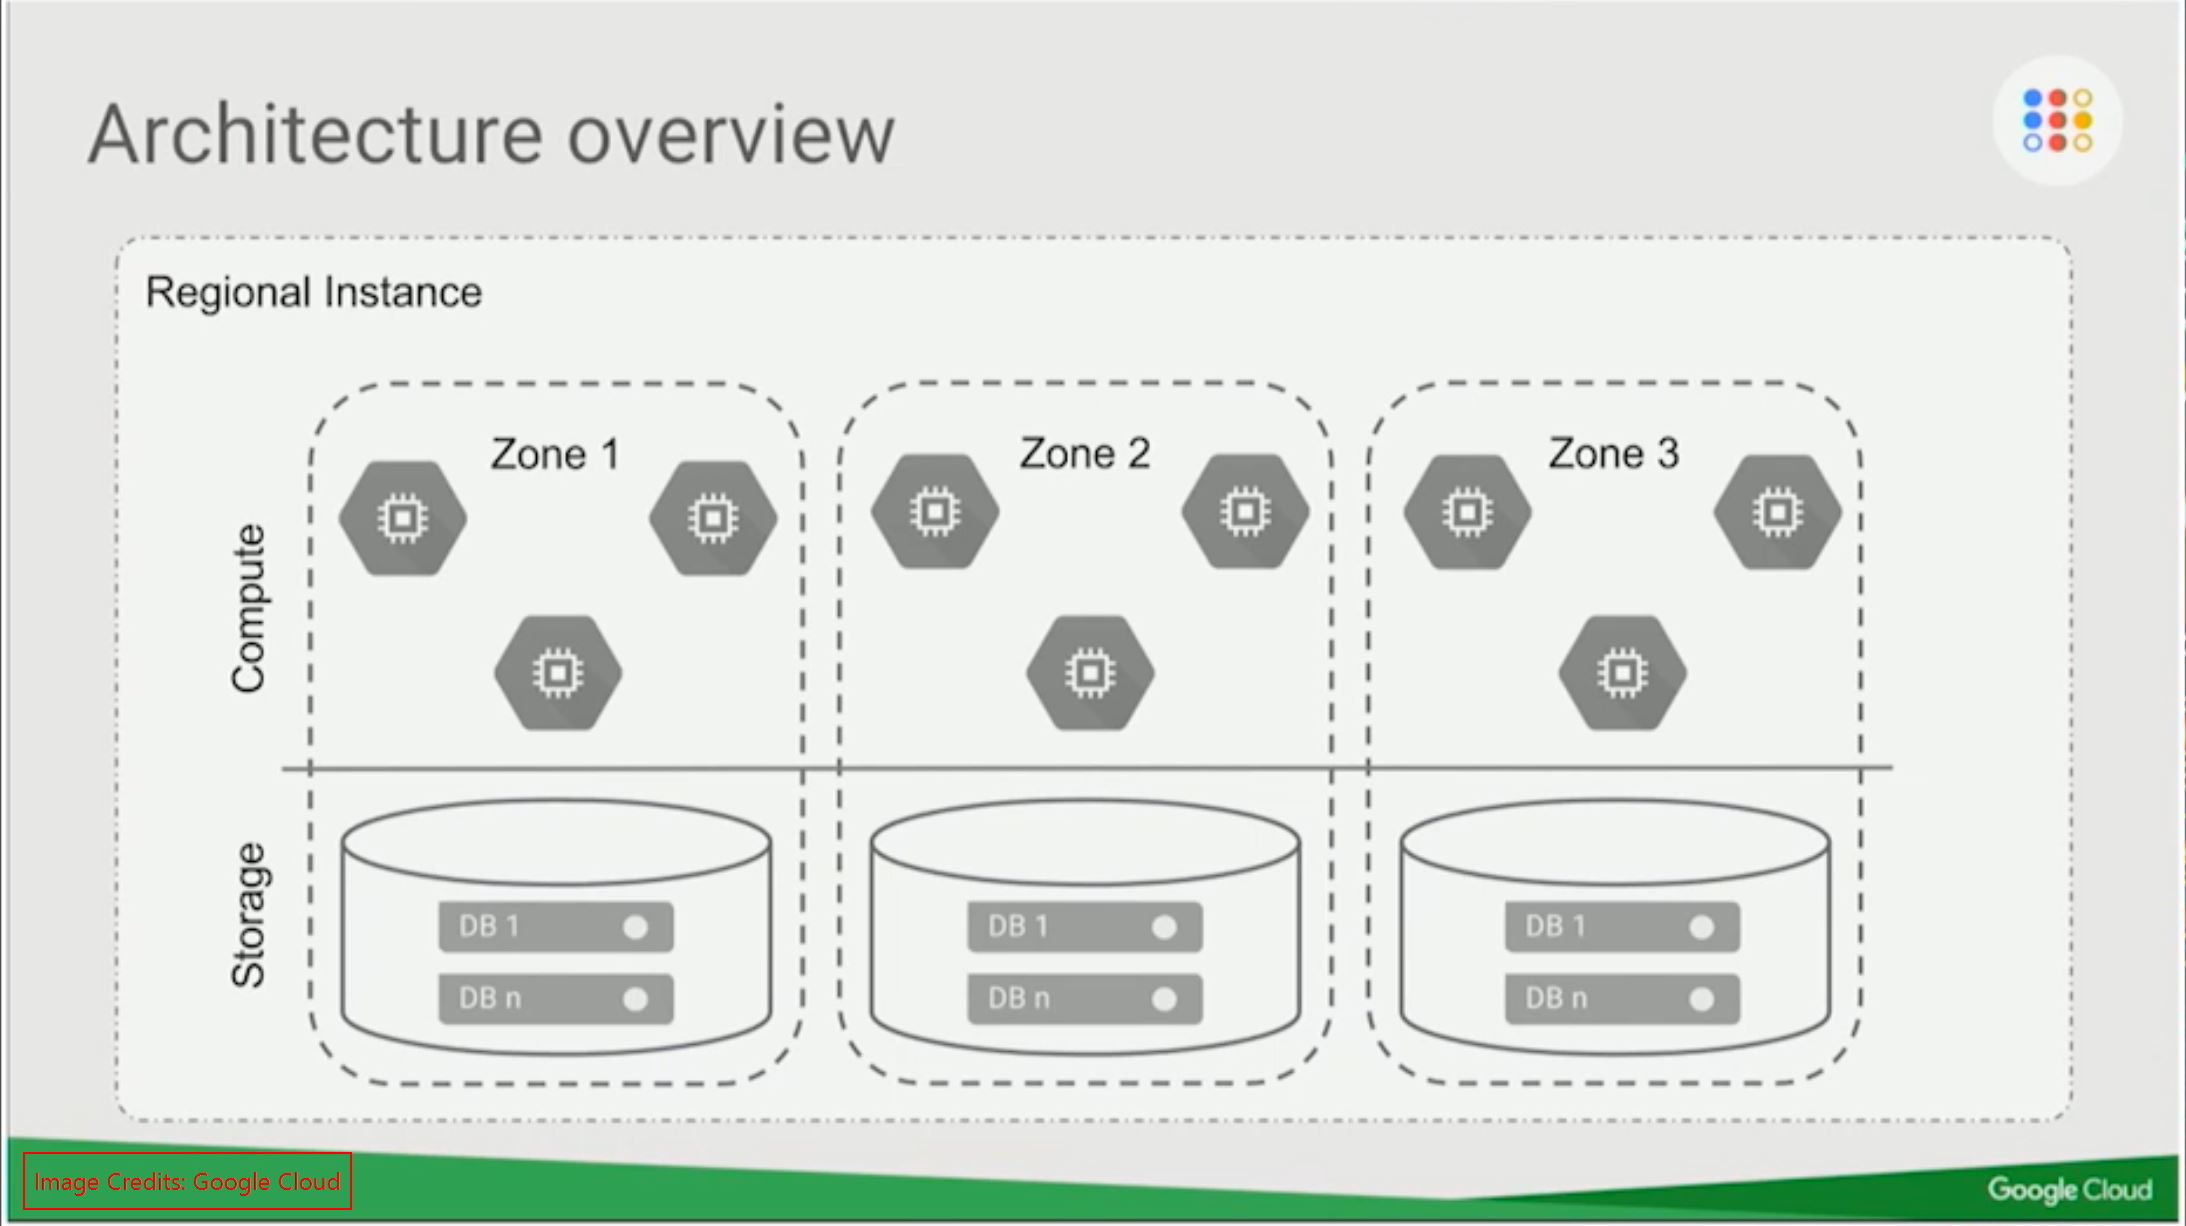 Architecture overview
Regional Instance
Zone 1
Zone 2
Zone 3
Compute
Storage
DB 1
DB n
DB 1
DB n
DB 1
DB n
Image Credits: Google Cloud
Google Cloud